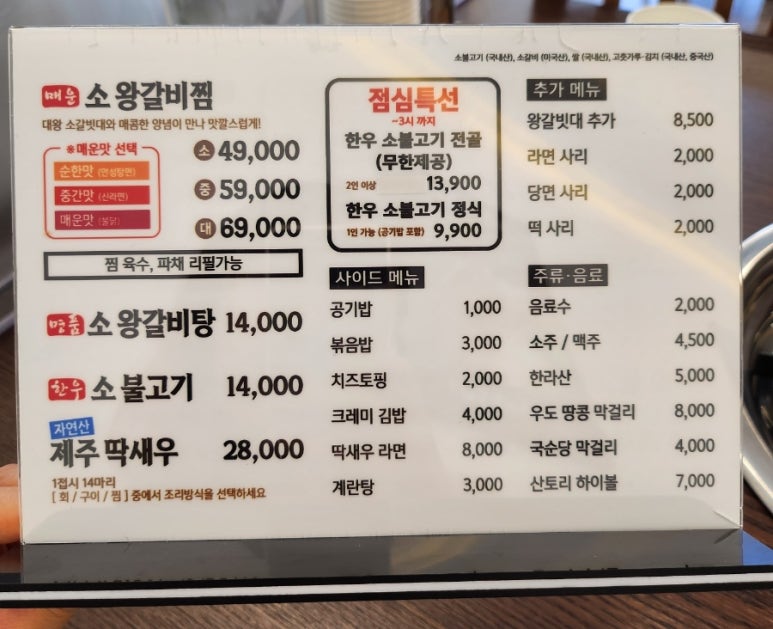 소불고기 (국내산), 소갈비 (미국산), 쌀 (국내산), 고춧가루·김치 (국내산, 중국산)
매운 소 왕갈비찜
대왕 소갈빗대와 매콤한 양념이 만나 맛깔스럽게!
※매운맛 선택
순한맛 (안성탕면)
중간맛 (신라면)
매운맛 (불닭)
소 49,000
중 59,000
대 69,000
찜 육수, 파채 리필가능
명품 소 왕갈비탕 14,000
한우 소 불고기 14,000
자연산
제주 딱새우 28,000
1접시 14마리
[ 회 / 구이 / 찜 ] 중에서 조리방식을 선택하세요
점심특선
~3시 까지
한우 소불고기 전골
(무한제공)
2인 이상 13,900
한우 소불고기 정식
1인 가능 (공기밥 포함) 9,900
사이드 메뉴
공기밥 1,000
볶음밥 3,000
치즈토핑 2,000
크레미 김밥 4,000
딱새우 라면 8,000
계란탕 3,000
추가 메뉴
왕갈빗대 추가 8,500
라면 사리 2,000
당면 사리 2,000
떡 사리 2,000
주류·음료
음료수 2,000
소주 / 맥주 4,500
한라산 5,000
우도 땅콩 막걸리 8,000
국순당 막걸리 4,000
산토리 하이볼 7,000